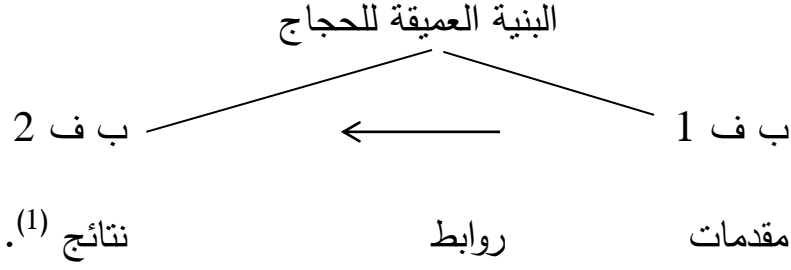 البنية العميقة للحجاج
ب ف 1 ب ف 2
مقدمات روابط نتائج (1).